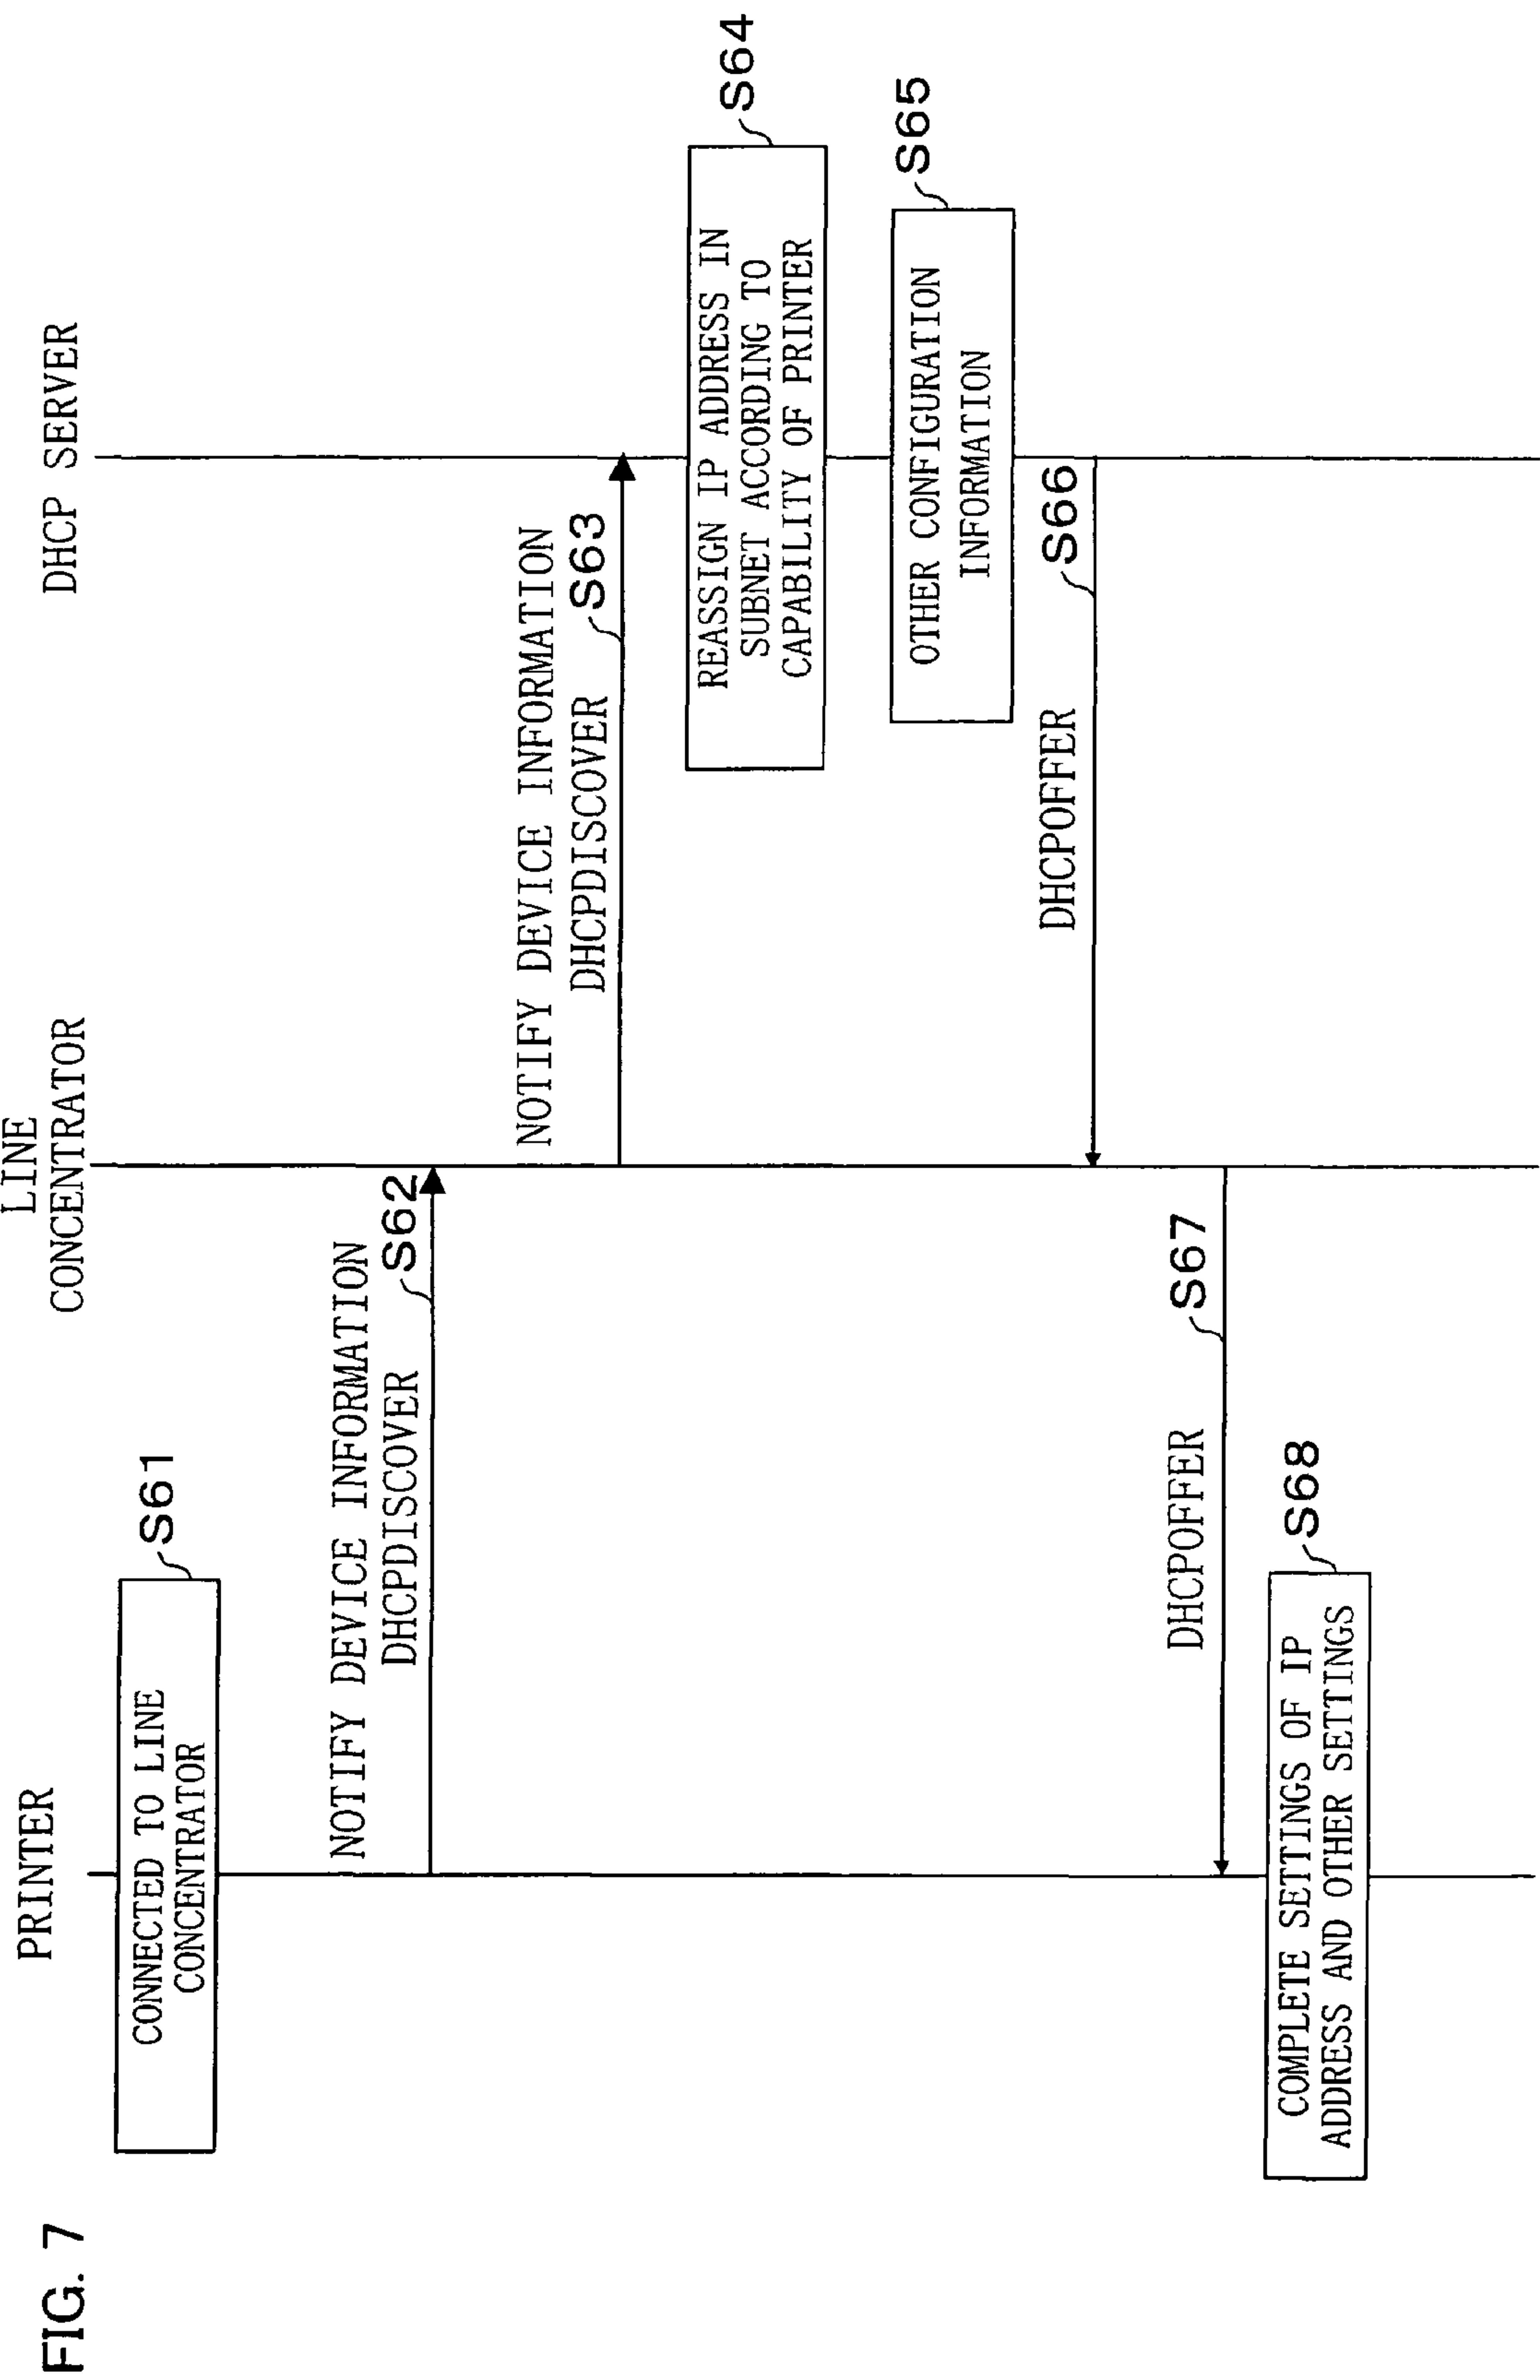 FIG. 7
PRINTER
LINE
CONCENTRATOR
DHCP SERVER
CONNECTED TO LINE
CONCENTRATOR
S61
NOTIFY DEVICE INFORMATION
DHCPDISCOVER
S62
NOTIFY DEVICE INFORMATION
DHCPDISCOVER
S63
REASSIGN IP ADDRESS IN
SUBNET ACCORDING TO
CAPABILITY OF PRINTER
S64
OTHER CONFIGURATION
INFORMATION
S65
DHCPOFFER
S66
DHCPOFFER
S67
COMPLETE SETTINGS OF IP
ADDRESS AND OTHER SETTINGS
S68